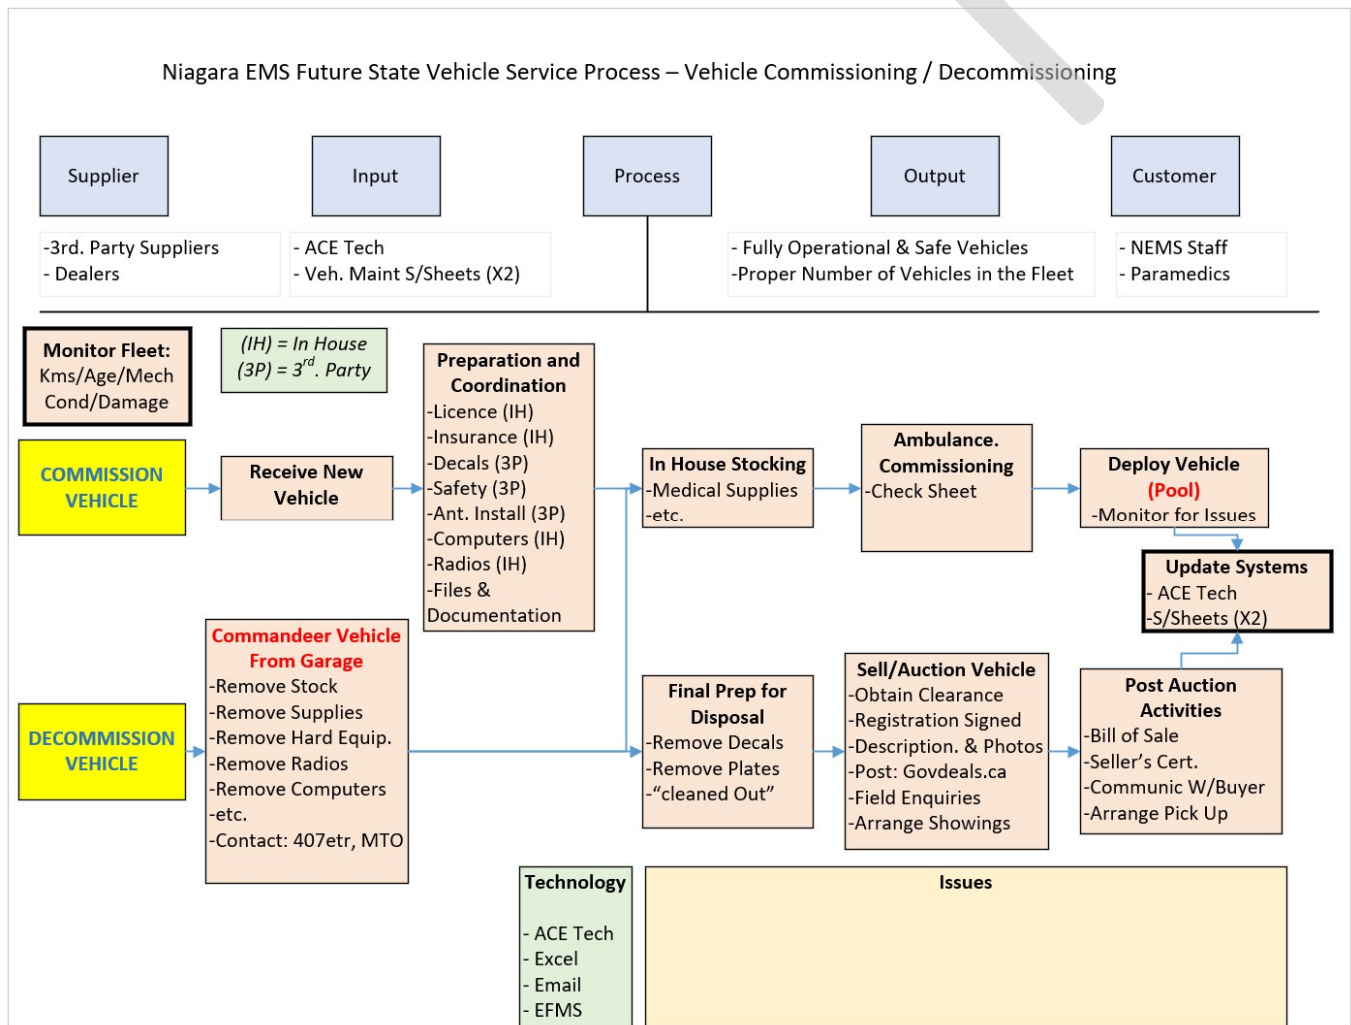 Niagara EMS Future State Vehicle Service Process – Vehicle Commissioning / Decommissioning
Supplier
Input
Process
Output
Customer
-3rd. Party Suppliers
- Dealers
- ACE Tech
- Veh. Maint S/Sheets (X2)
- Fully Operational & Safe Vehicles
-Proper Number of Vehicles in the Fleet
- NEMS Staff
- Paramedics
Monitor Fleet:
Kms/Age/Mech
Cond/Damage
(IH) = In House
(3P) = 3rd. Party
COMMISSION
VEHICLE
Receive New
Vehicle
Preparation and
Coordination
-Licence (IH)
-Insurance (IH)
-Decals (3P)
-Safety (3P)
-Ant. Install (3P)
-Computers (IH)
-Radios (IH)
-Files &
Documentation
In House Stocking
-Medical Supplies
-etc.
Ambulance.
Commissioning
-Check Sheet
Deploy Vehicle
(Pool)
-Monitor for Issues
Update Systems
- ACE Tech
-S/Sheets (X2)
DECOMMISSION
VEHICLE
Commandeer Vehicle
From Garage
-Remove Stock
-Remove Supplies
-Remove Hard Equip.
-Remove Radios
-Remove Computers
-etc.
-Contact: 407etr, MTO
Final Prep for
Disposal
-Remove Decals
-Remove Plates
-“cleaned Out”
Sell/Auction Vehicle
-Obtain Clearance
-Registration Signed
-Description. & Photos
-Post: Govdeals.ca
-Field Enquiries
-Arrange Showings
Post Auction
Activities
-Bill of Sale
-Seller’s Cert.
-Communic W/Buyer
-Arrange Pick Up
Technology
- ACE Tech
- Excel
- Email
- EFMS
Issues